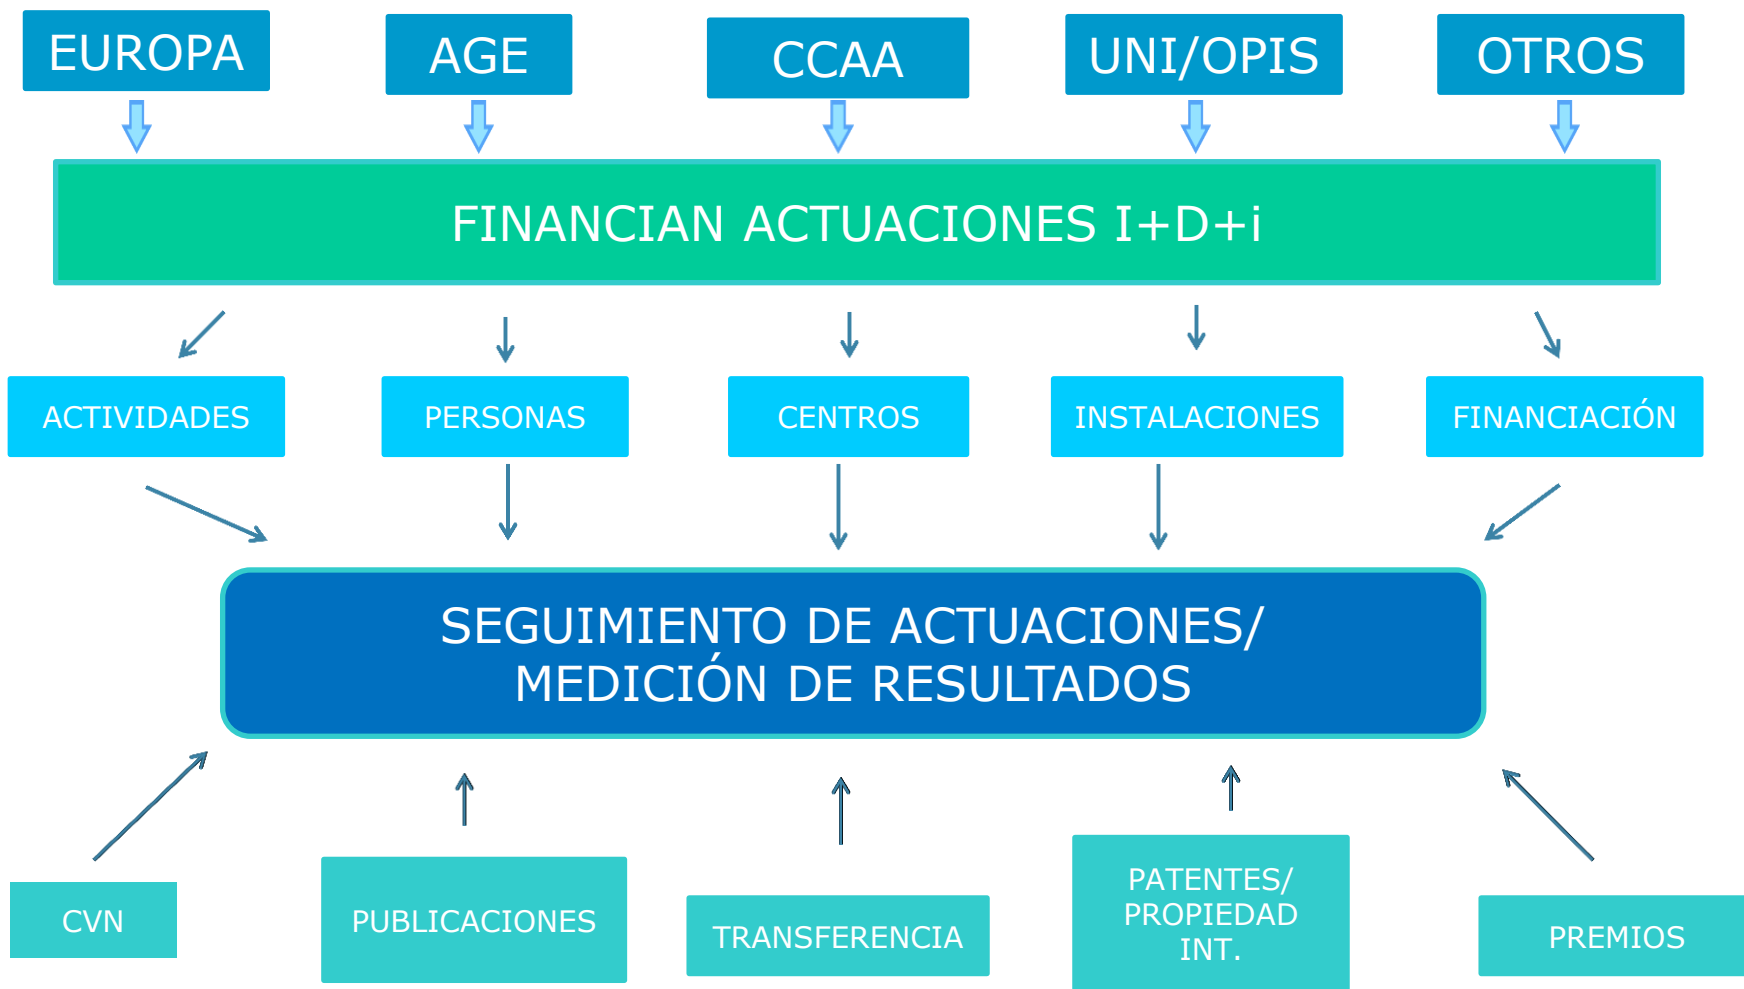 EUROPA
AGE
CCAA
UNI/OPIS
OTROS
FINANCIAN ACTUACIONES I+D+i
ACTIVIDADES
PERSONAS
CENTROS
INSTALACIONES
FINANCIACIÓN
SEGUIMIENTO DE ACTUACIONES/
MEDICIÓN DE RESULTADOS
CVN
PUBLICACIONES
TRANSFERENCIA
PATENTES/
PROPIEDAD
INT.
PREMIOS